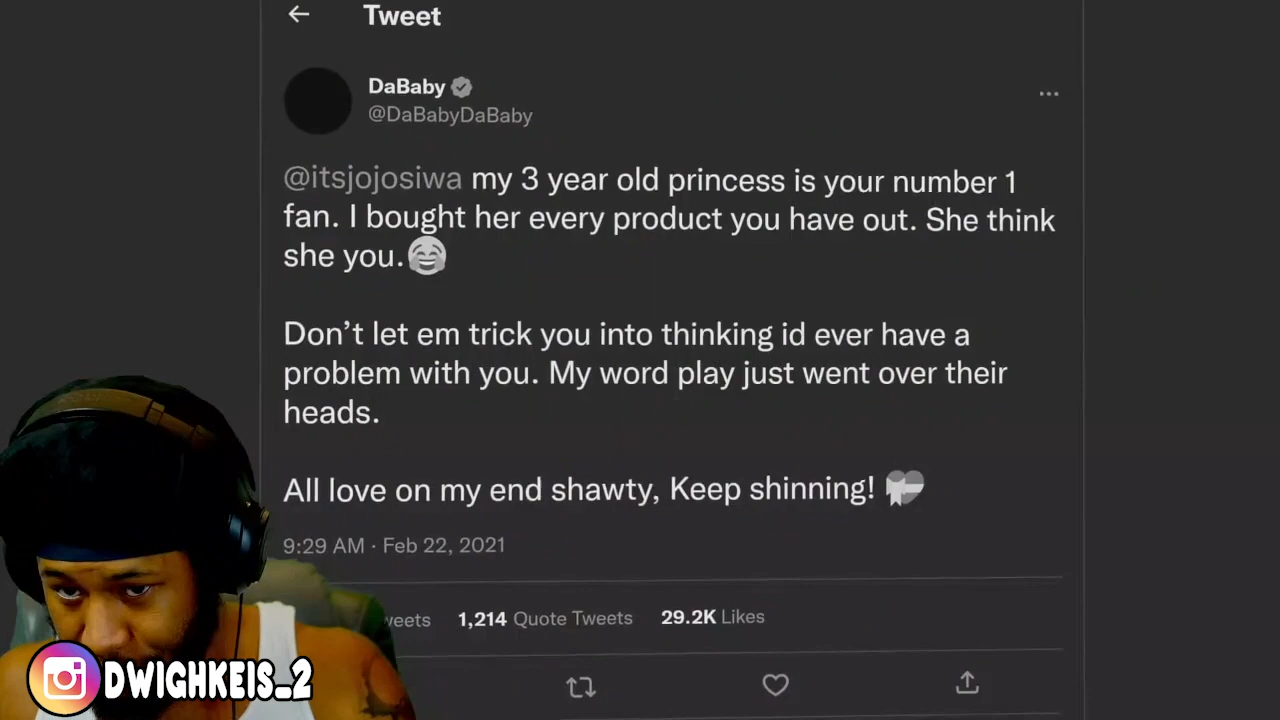 Tweet
DaBaby
@DaBabyDaBaby
@itsjojosiwa my 3 year old princess is your number 1
fan. I bought her every product you have out. She think
she you.😂
Don't let em trick you into thinking id ever have a
problem with you. My word play just went over their
heads.
All love on my end shawty, Keep shinning! 💝
9:29 AM · Feb 22, 2021
1,214 Quote Tweets 29.2K Likes
DWIGHKEIS_2